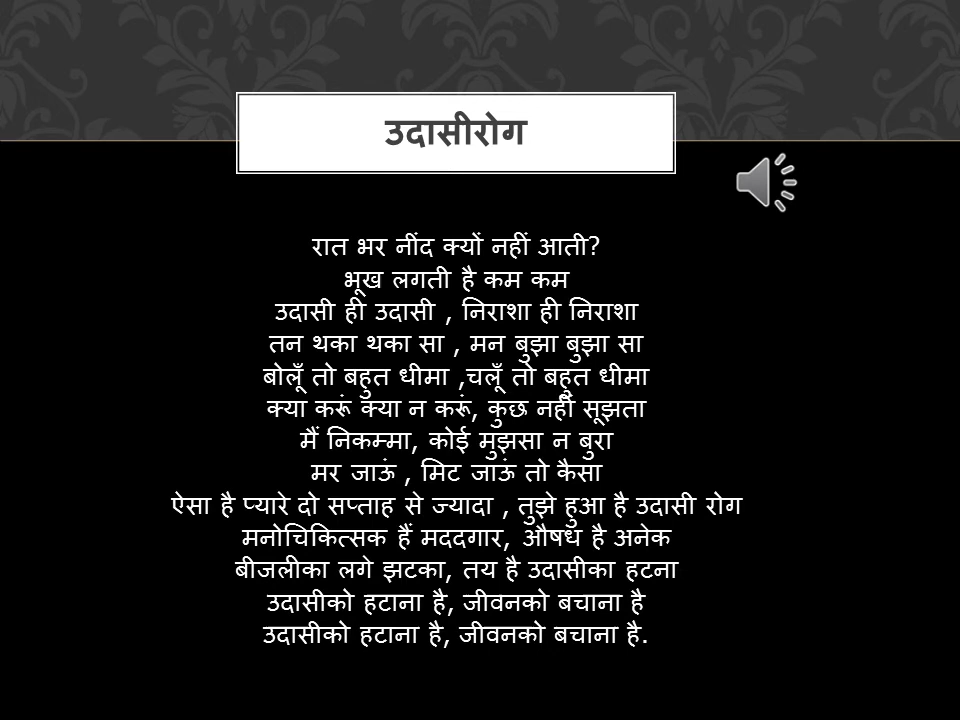 उदासीरोग
रात भर नींद क्यों नहीं आती?
भूख लगती है कम कम
उदासी ही उदासी , निराशा ही निराशा
तन थका थका सा , मन बुझा बुझा सा
बोलूँ तो बहुत धीमा ,चलूँ तो बहुत धीमा
क्या करूं क्या न करूं, कुछ नहीं सूझता
मैं निकम्मा, कोई मुझसा न बुरा
मर जाऊं , मिट जाऊं तो कैसा
ऐसा है प्यारे दो सप्ताह से ज्यादा , तुझे हुआ है उदासी रोग
मनोचिकित्सक हैं मददगार, औषध है अनेक
बीजलीका लगे झटका, तय है उदासीका हटना
उदासीको हटाना है, जीवनको बचाना है
उदासीको हटाना है, जीवनको बचाना है.